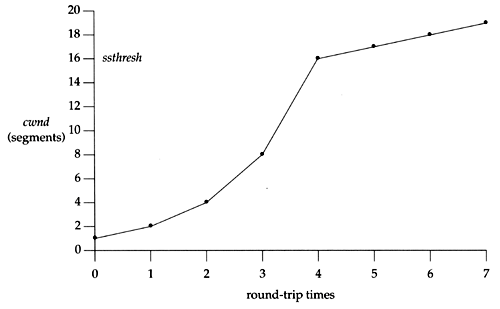 20
18
16
ssthresh
14
12
cwnd
(segments)
10
8
6
4
2
0
0 1 2 3 4 5 6 7
round-trip times